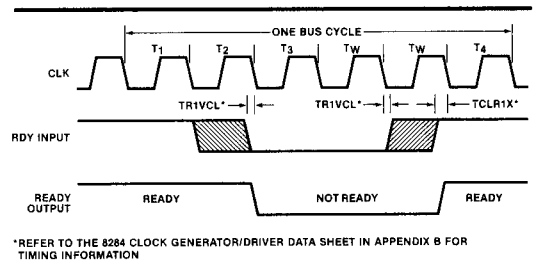 ONE BUS CYCLE
T1 T2 T3 TW TW T4
CLK
TR1VCL* TR1VCL* TCLR1X*
RDY INPUT
READY OUTPUT
READY NOT READY READY
*REFER TO THE 8284 CLOCK GENERATOR/DRIVER DATA SHEET IN APPENDIX B FOR
TIMING INFORMATION